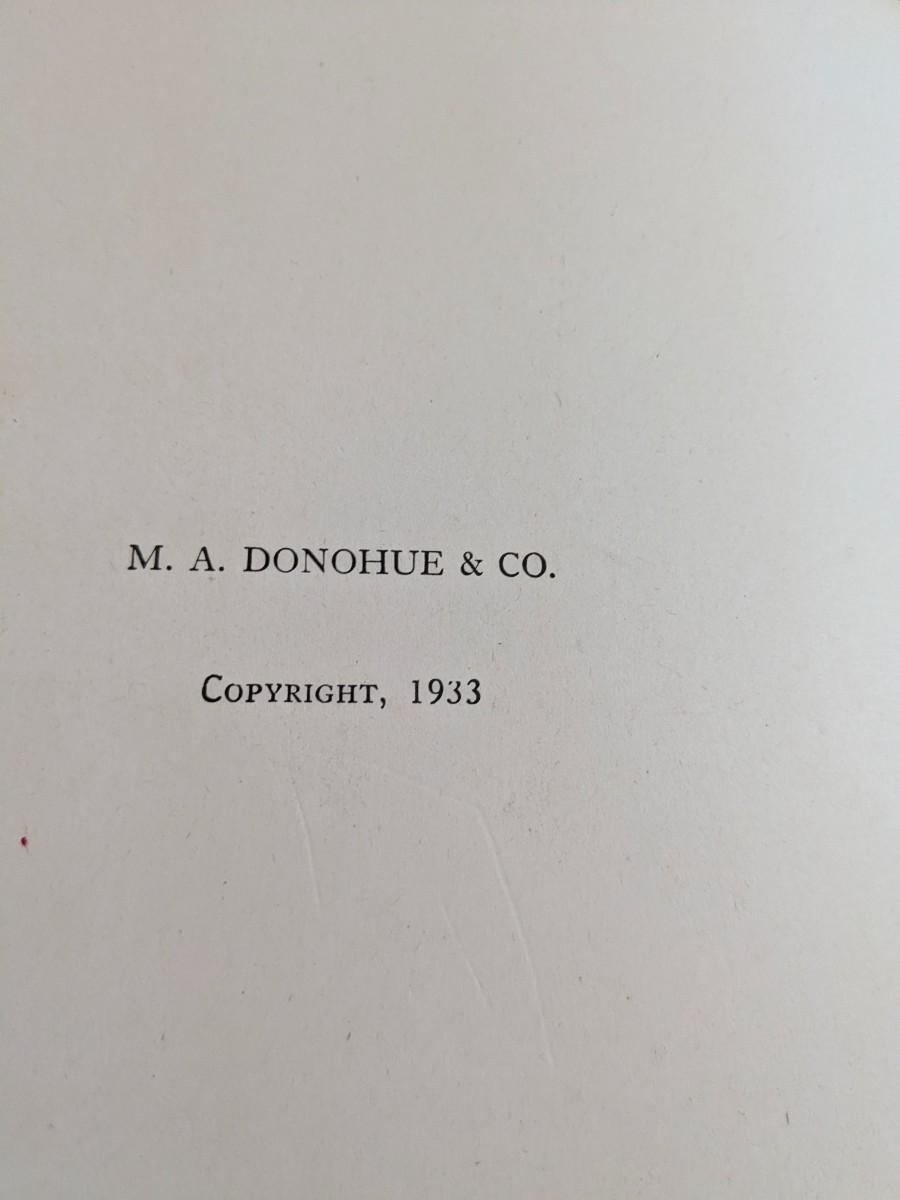 M. A. DONOHUE & CO.
COPYRIGHT, 1933